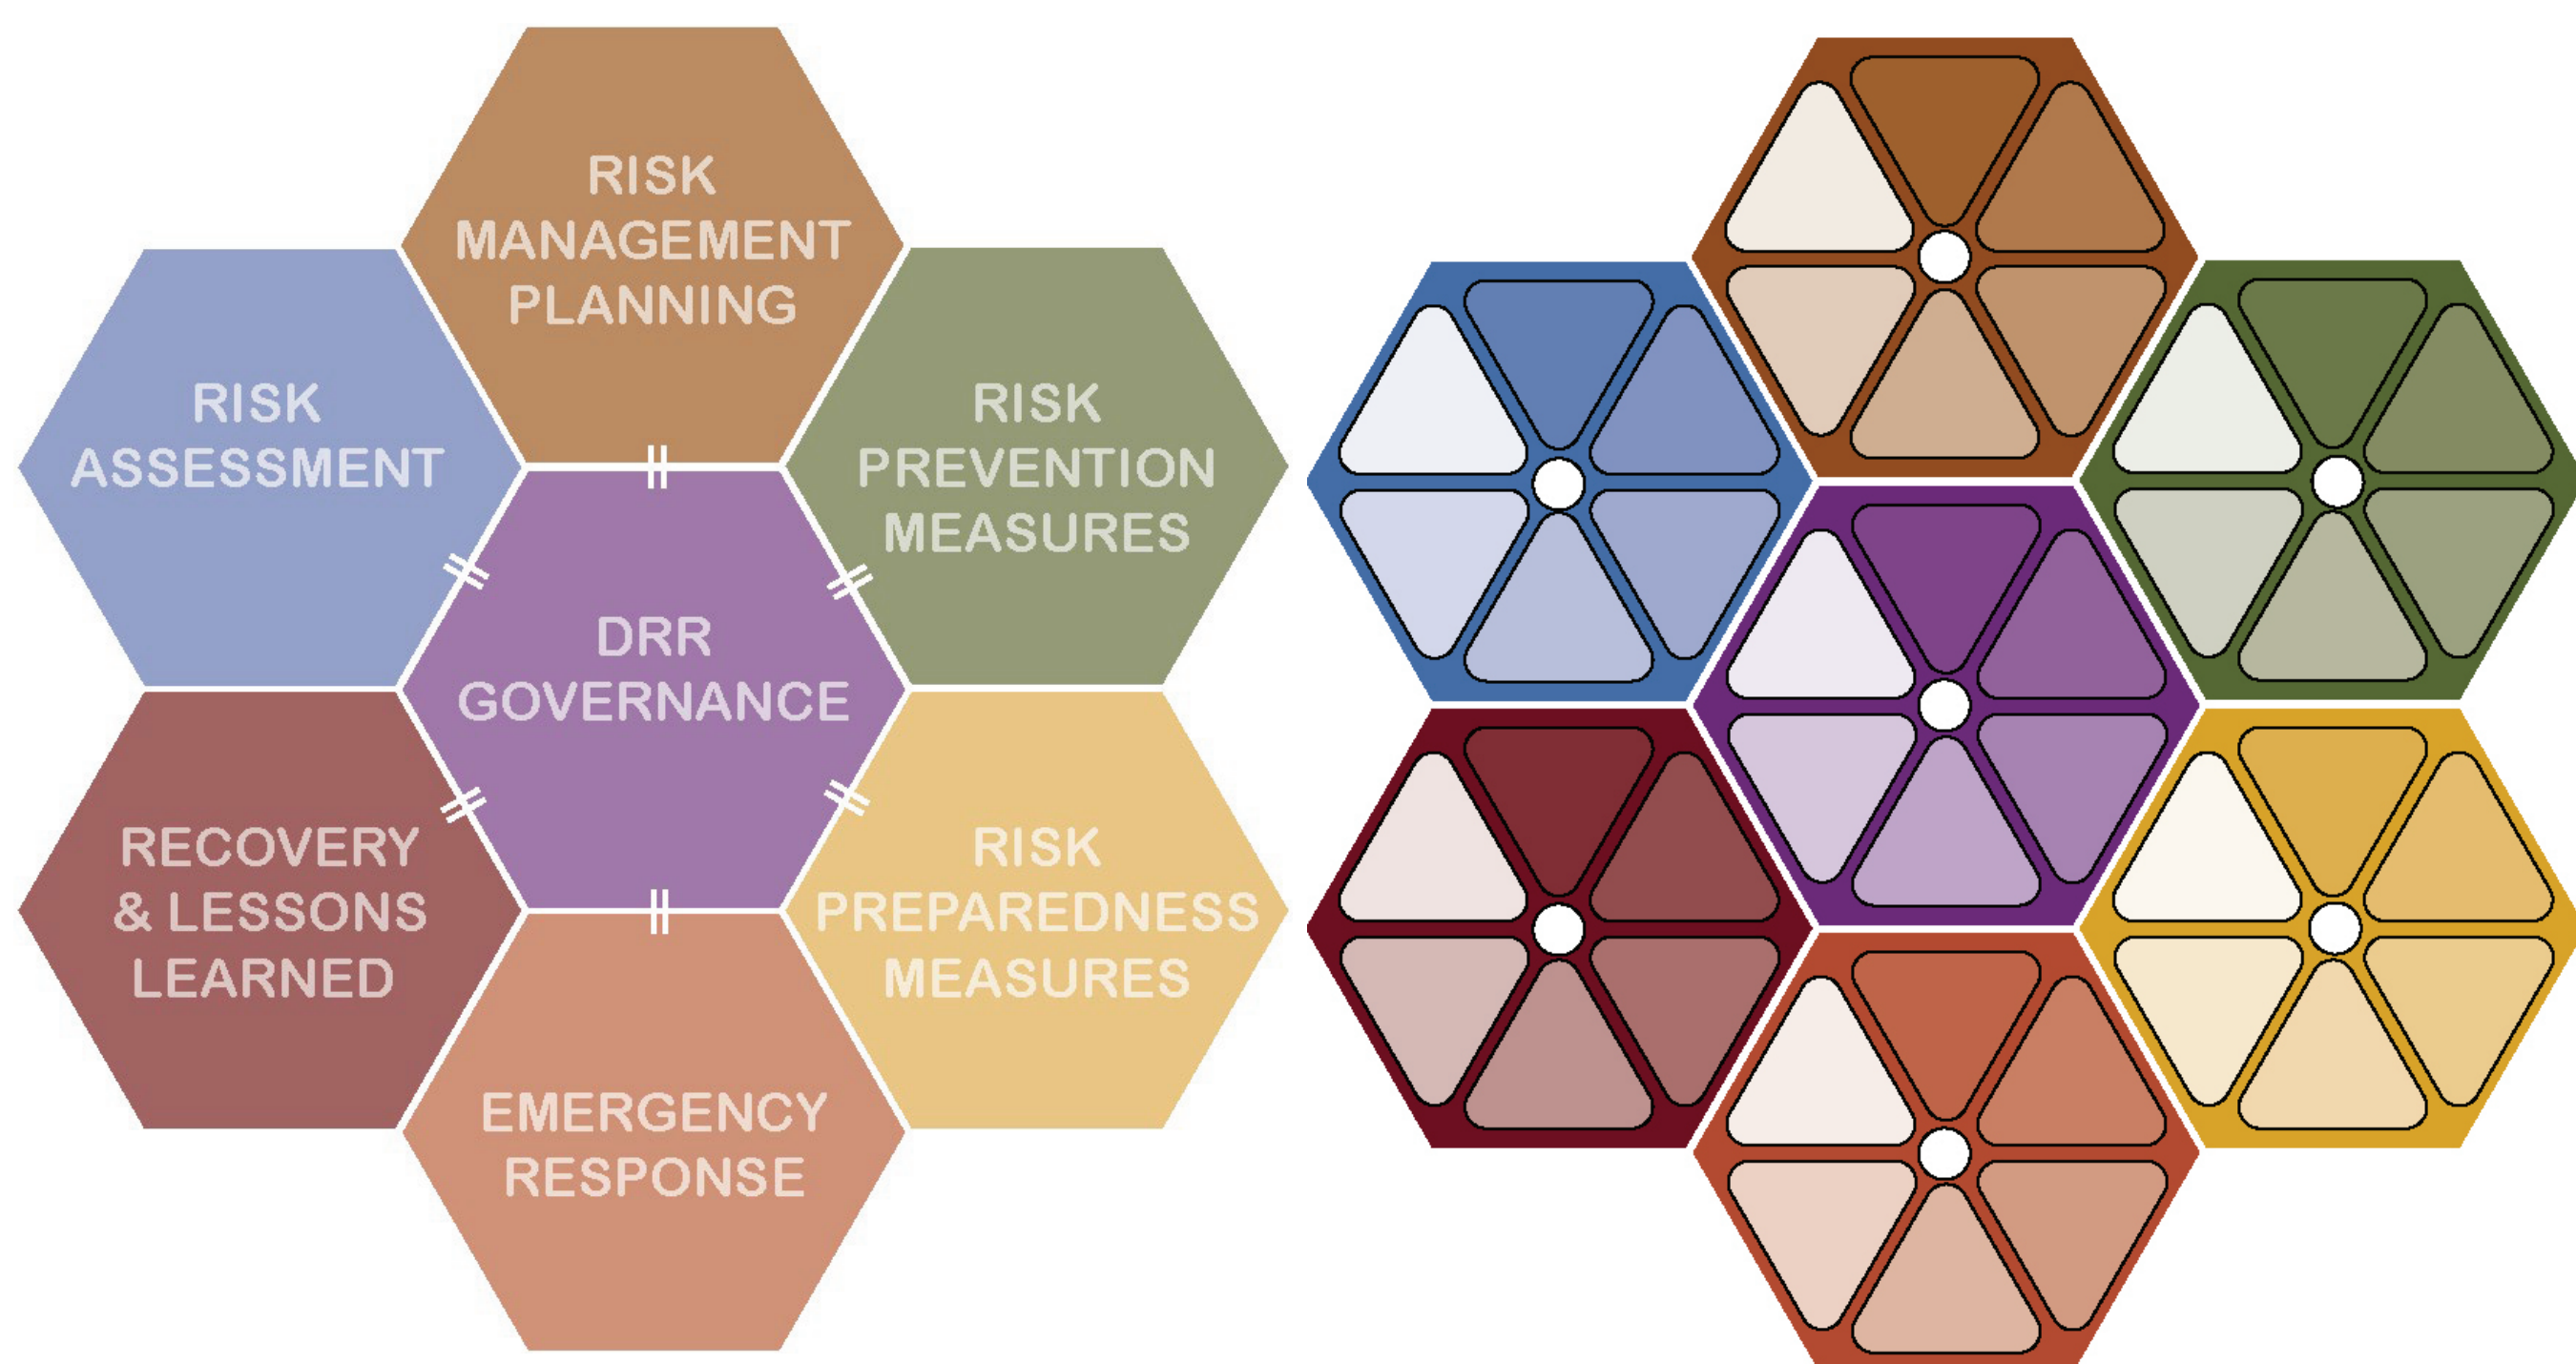 RISK
MANAGEMENT
PLANNING
RISK
ASSESSMENT
RISK
PREVENTION
MEASURES
DRR
GOVERNANCE
RECOVERY
& LESSONS
LEARNED
RISK
PREPAREDNESS
MEASURES
EMERGENCY
RESPONSE